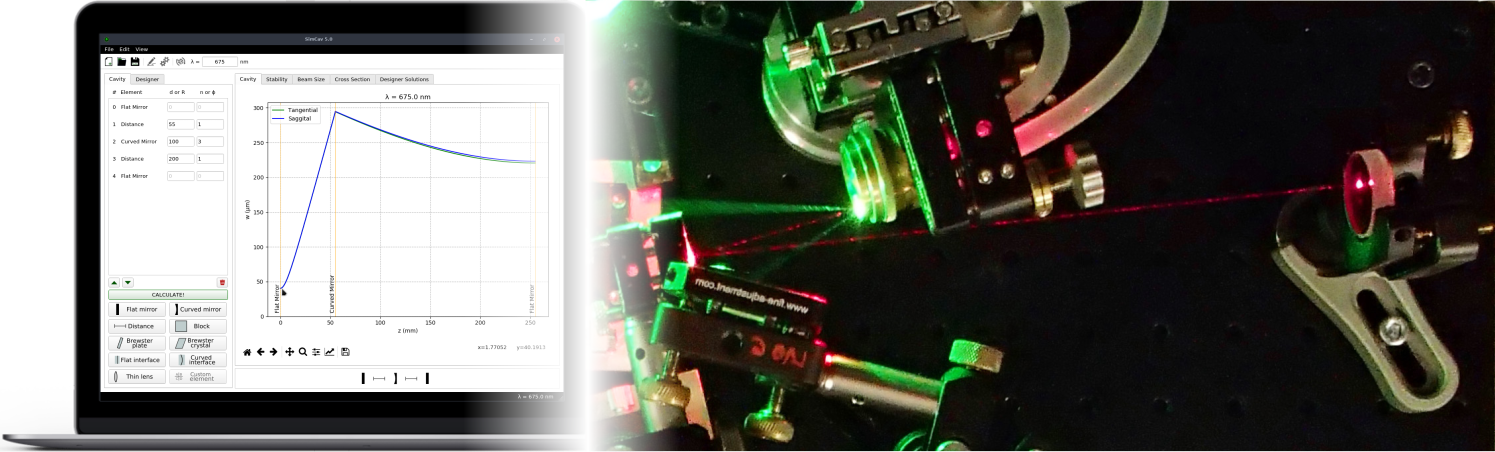 SlimCav 5.0
File Edit View
λ = 675 nm
Cavity Designer
# Element d or R n or ϕ
0 Flat Mirror 0 0
1 Distance 55 1
2 Curved Mirror 100 3
3 Distance 200 1
4 Flat Mirror 0 0
CALCULATE!
Flat mirror Curved mirror
Distance Block
Brewster plate Brewster crystal
Flat interface Curved interface
Thin lens Custom element
Cavity Stability Beam Size Cross Section Designer Solutions
λ = 675.0 nm
Tangential
Saggital
w (μm)
300
250
200
150
100
50
0
Flat Mirror
Curved Mirror
Flat Mirror
0 50 100 150 200 250
z (mm)
x=1.77052 y=40.1913
λ = 675.0 nm
www.fine-adjustment.com